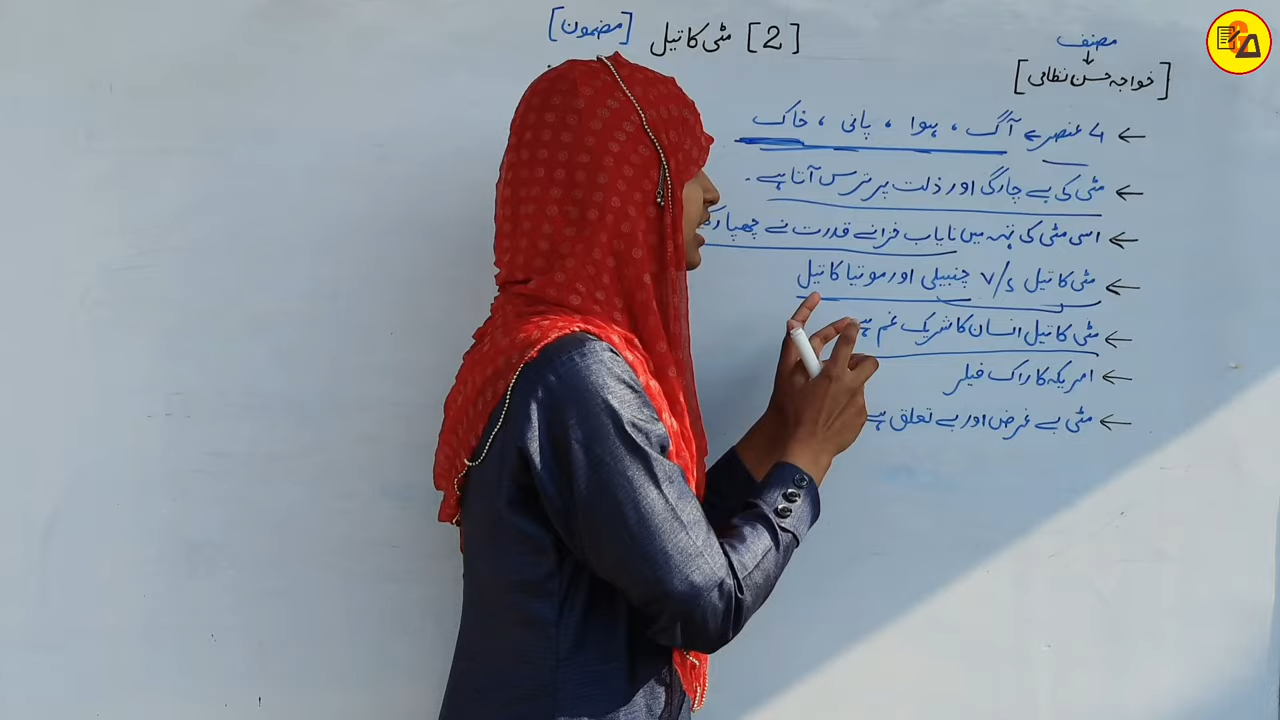 [2] مٹی کا تیل [مضمون]
مصنف
↓
[خواجہ حسن نظامی]
← 4 عنصر ے آگ ، ہوا ، پانی ، خاک
← مٹی کی بے چارگی اور ذلت پر ترس آتا ہے ۔
← اسی مٹی کی تہہ میں نایاب خزانے قدرت نے چھپا
← مٹی کا تیل v/s چنبیلی اور موتیا کا تیل
← مٹی کا تیل انسان کا شریک غم ہے
← امریکہ کا راک فیلر
← مٹی بے غرض اور بے تعلق ہے